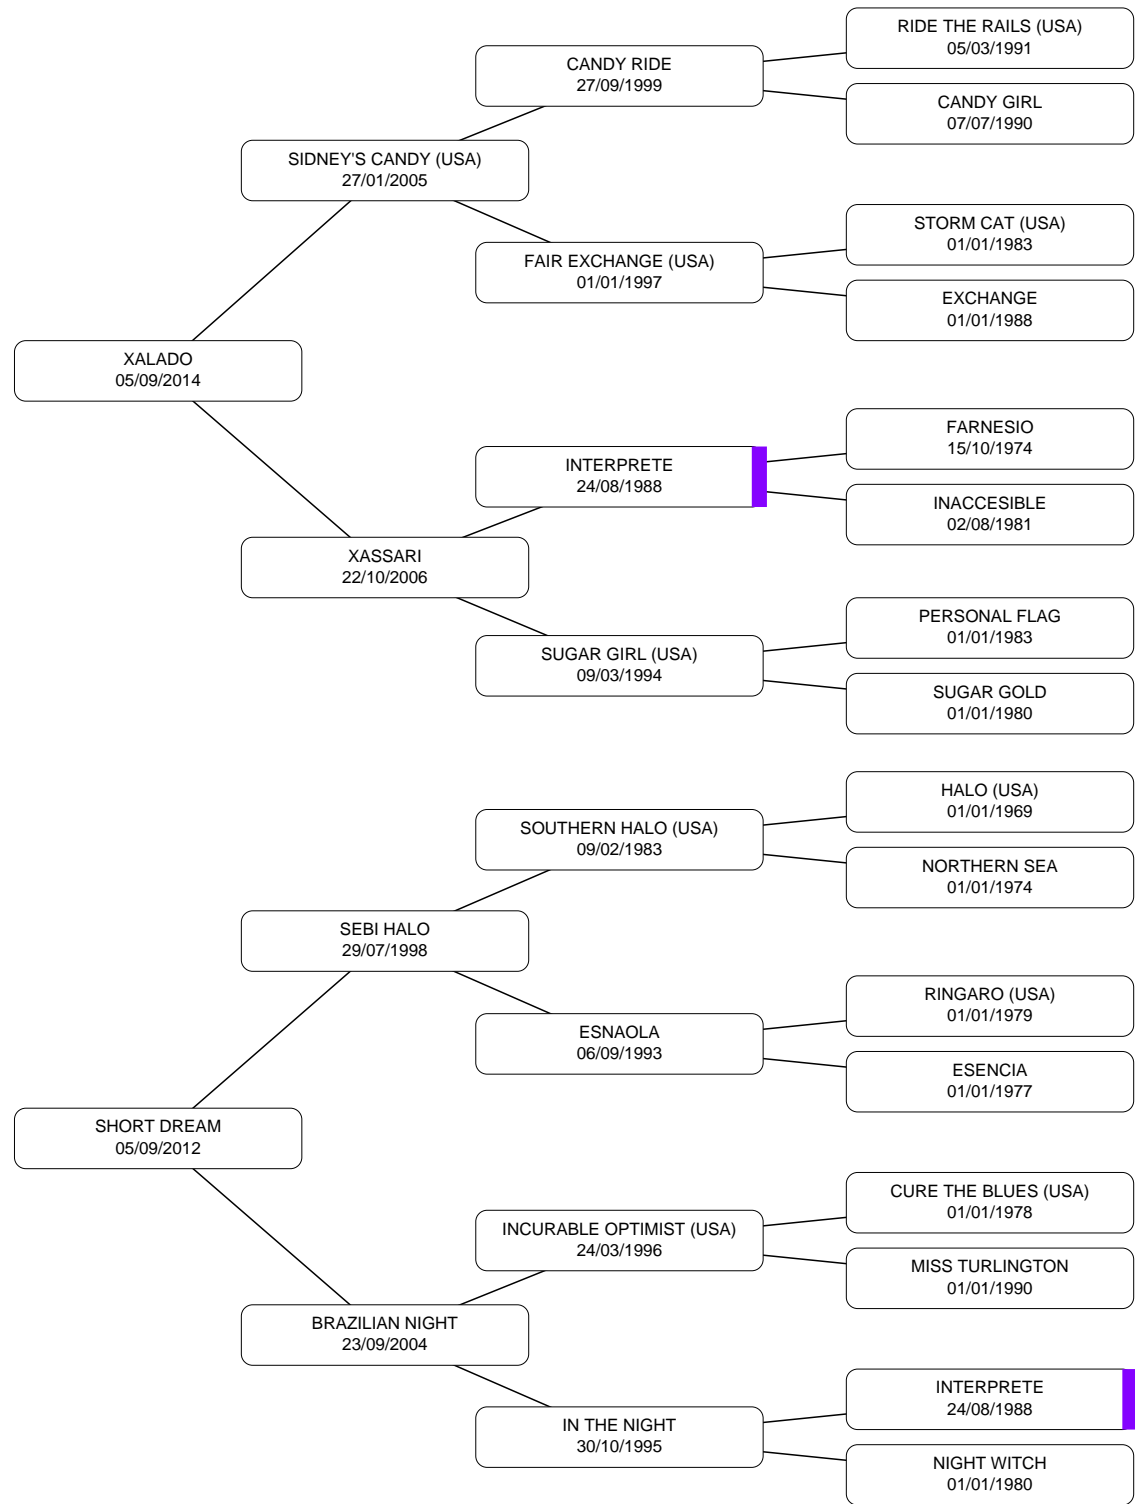 RIDE THE RAILS (USA)
05/03/1991
CANDY RIDE
27/09/1999
CANDY GIRL
07/07/1990
SIDNEY'S CANDY (USA)
27/01/2005
STORM CAT (USA)
01/01/1983
FAIR EXCHANGE (USA)
01/01/1997
EXCHANGE
01/01/1988
XALADO
05/09/2014
FARNESIO
15/10/1974
INTERPRETE
24/08/1988
INACCESIBLE
02/08/1981
XASSARI
22/10/2006
PERSONAL FLAG
01/01/1983
SUGAR GIRL (USA)
09/03/1994
SUGAR GOLD
01/01/1980
HALO (USA)
01/01/1969
SOUTHERN HALO (USA)
09/02/1983
NORTHERN SEA
01/01/1974
SEBI HALO
29/07/1998
RINGARO (USA)
01/01/1979
ESNAOLA
06/09/1993
ESENCIA
01/01/1977
SHORT DREAM
05/09/2012
CURE THE BLUES (USA)
01/01/1978
INCURABLE OPTIMIST (USA)
24/03/1996
MISS TURLINGTON
01/01/1990
BRAZILIAN NIGHT
23/09/2004
INTERPRETE
24/08/1988
IN THE NIGHT
30/10/1995
NIGHT WITCH
01/01/1980